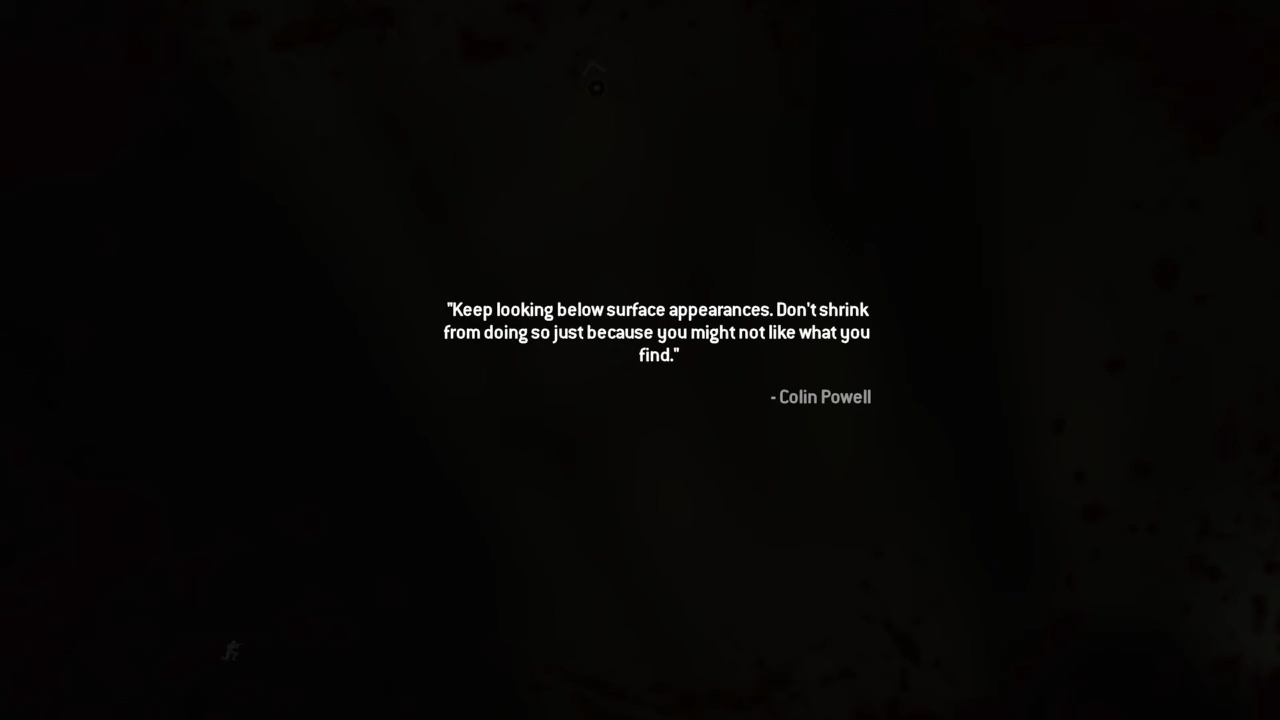 "Keep looking below surface appearances. Don't shrink
from doing so just because you might not like what you
find."
- Colin Powell